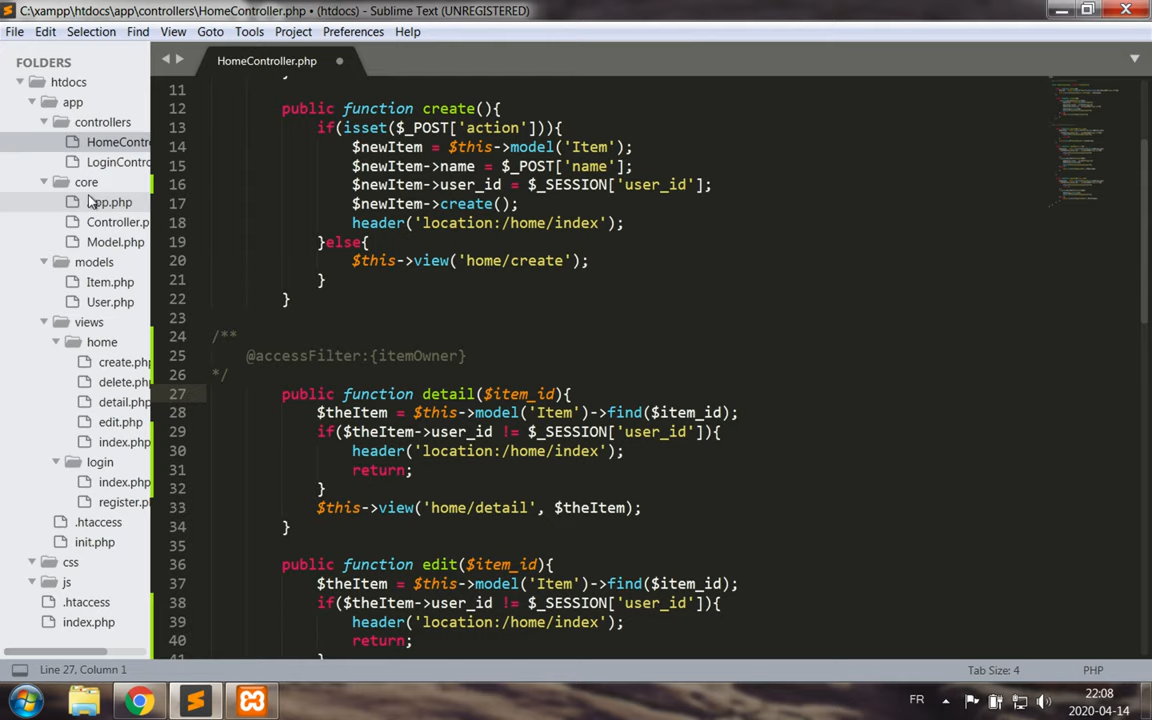 C:\xampp\htdocs\app\controllers\HomeController.php • (htdocs) - Sublime Text (UNREGISTERED)
File Edit Selection Find View Goto Tools Project Preferences Help
FOLDERS
htdocs
app
controllers
HomeContro
LoginContro
core
App.php
Controller.p
Model.php
models
Item.php
User.php
views
home
create.php
delete.php
detail.php
edit.php
index.php
login
index.php
register.p
.htaccess
init.php
css
js
.htaccess
index.php
HomeController.php
11
12 public function create(){
13 if(isset($_POST['action'])){
14 $newItem = $this->model('Item');
15 $newItem->name = $_POST['name'];
16 $newItem->user_id = $_SESSION['user_id'];
17 $newItem->create();
18 header('location:/home/index');
19 }else{
20 $this->view('home/create');
21 }
22 }
23
24 /**
25 @accessFilter:{itemOwner}
26 */
27 public function detail($item_id){
28 $theItem = $this->model('Item')->find($item_id);
29 if($theItem->user_id != $_SESSION['user_id']){
30 header('location:/home/index');
31 return;
32 }
33 $this->view('home/detail', $theItem);
34 }
35
36 public function edit($item_id){
37 $theItem = $this->model('Item')->find($item_id);
38 if($theItem->user_id != $_SESSION['user_id']){
39 header('location:/home/index');
40 return;
41 }
Line 27, Column 1 Tab Size: 4 PHP
FR 22:08
2020-04-14